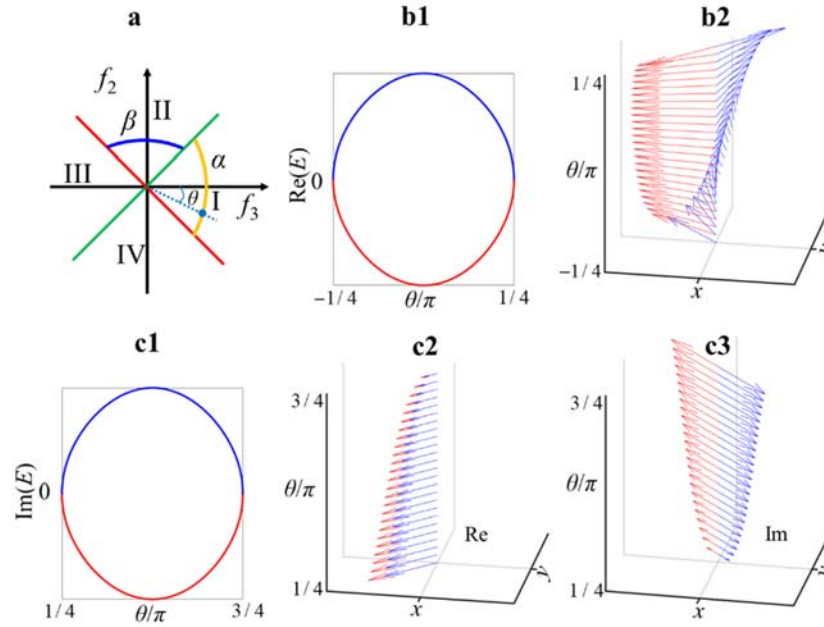 a
f₂
II
β
α
III
θ
I
f₃
IV
b1
Re(E)
0
−1/4
θ/π
1/4
b2
1/4
θ/π
−1/4
x
c1
Im(E)
0
1/4
θ/π
3/4
c2
3/4
θ/π
1/4
Re
x
y
c3
3/4
θ/π
1/4
Im
x